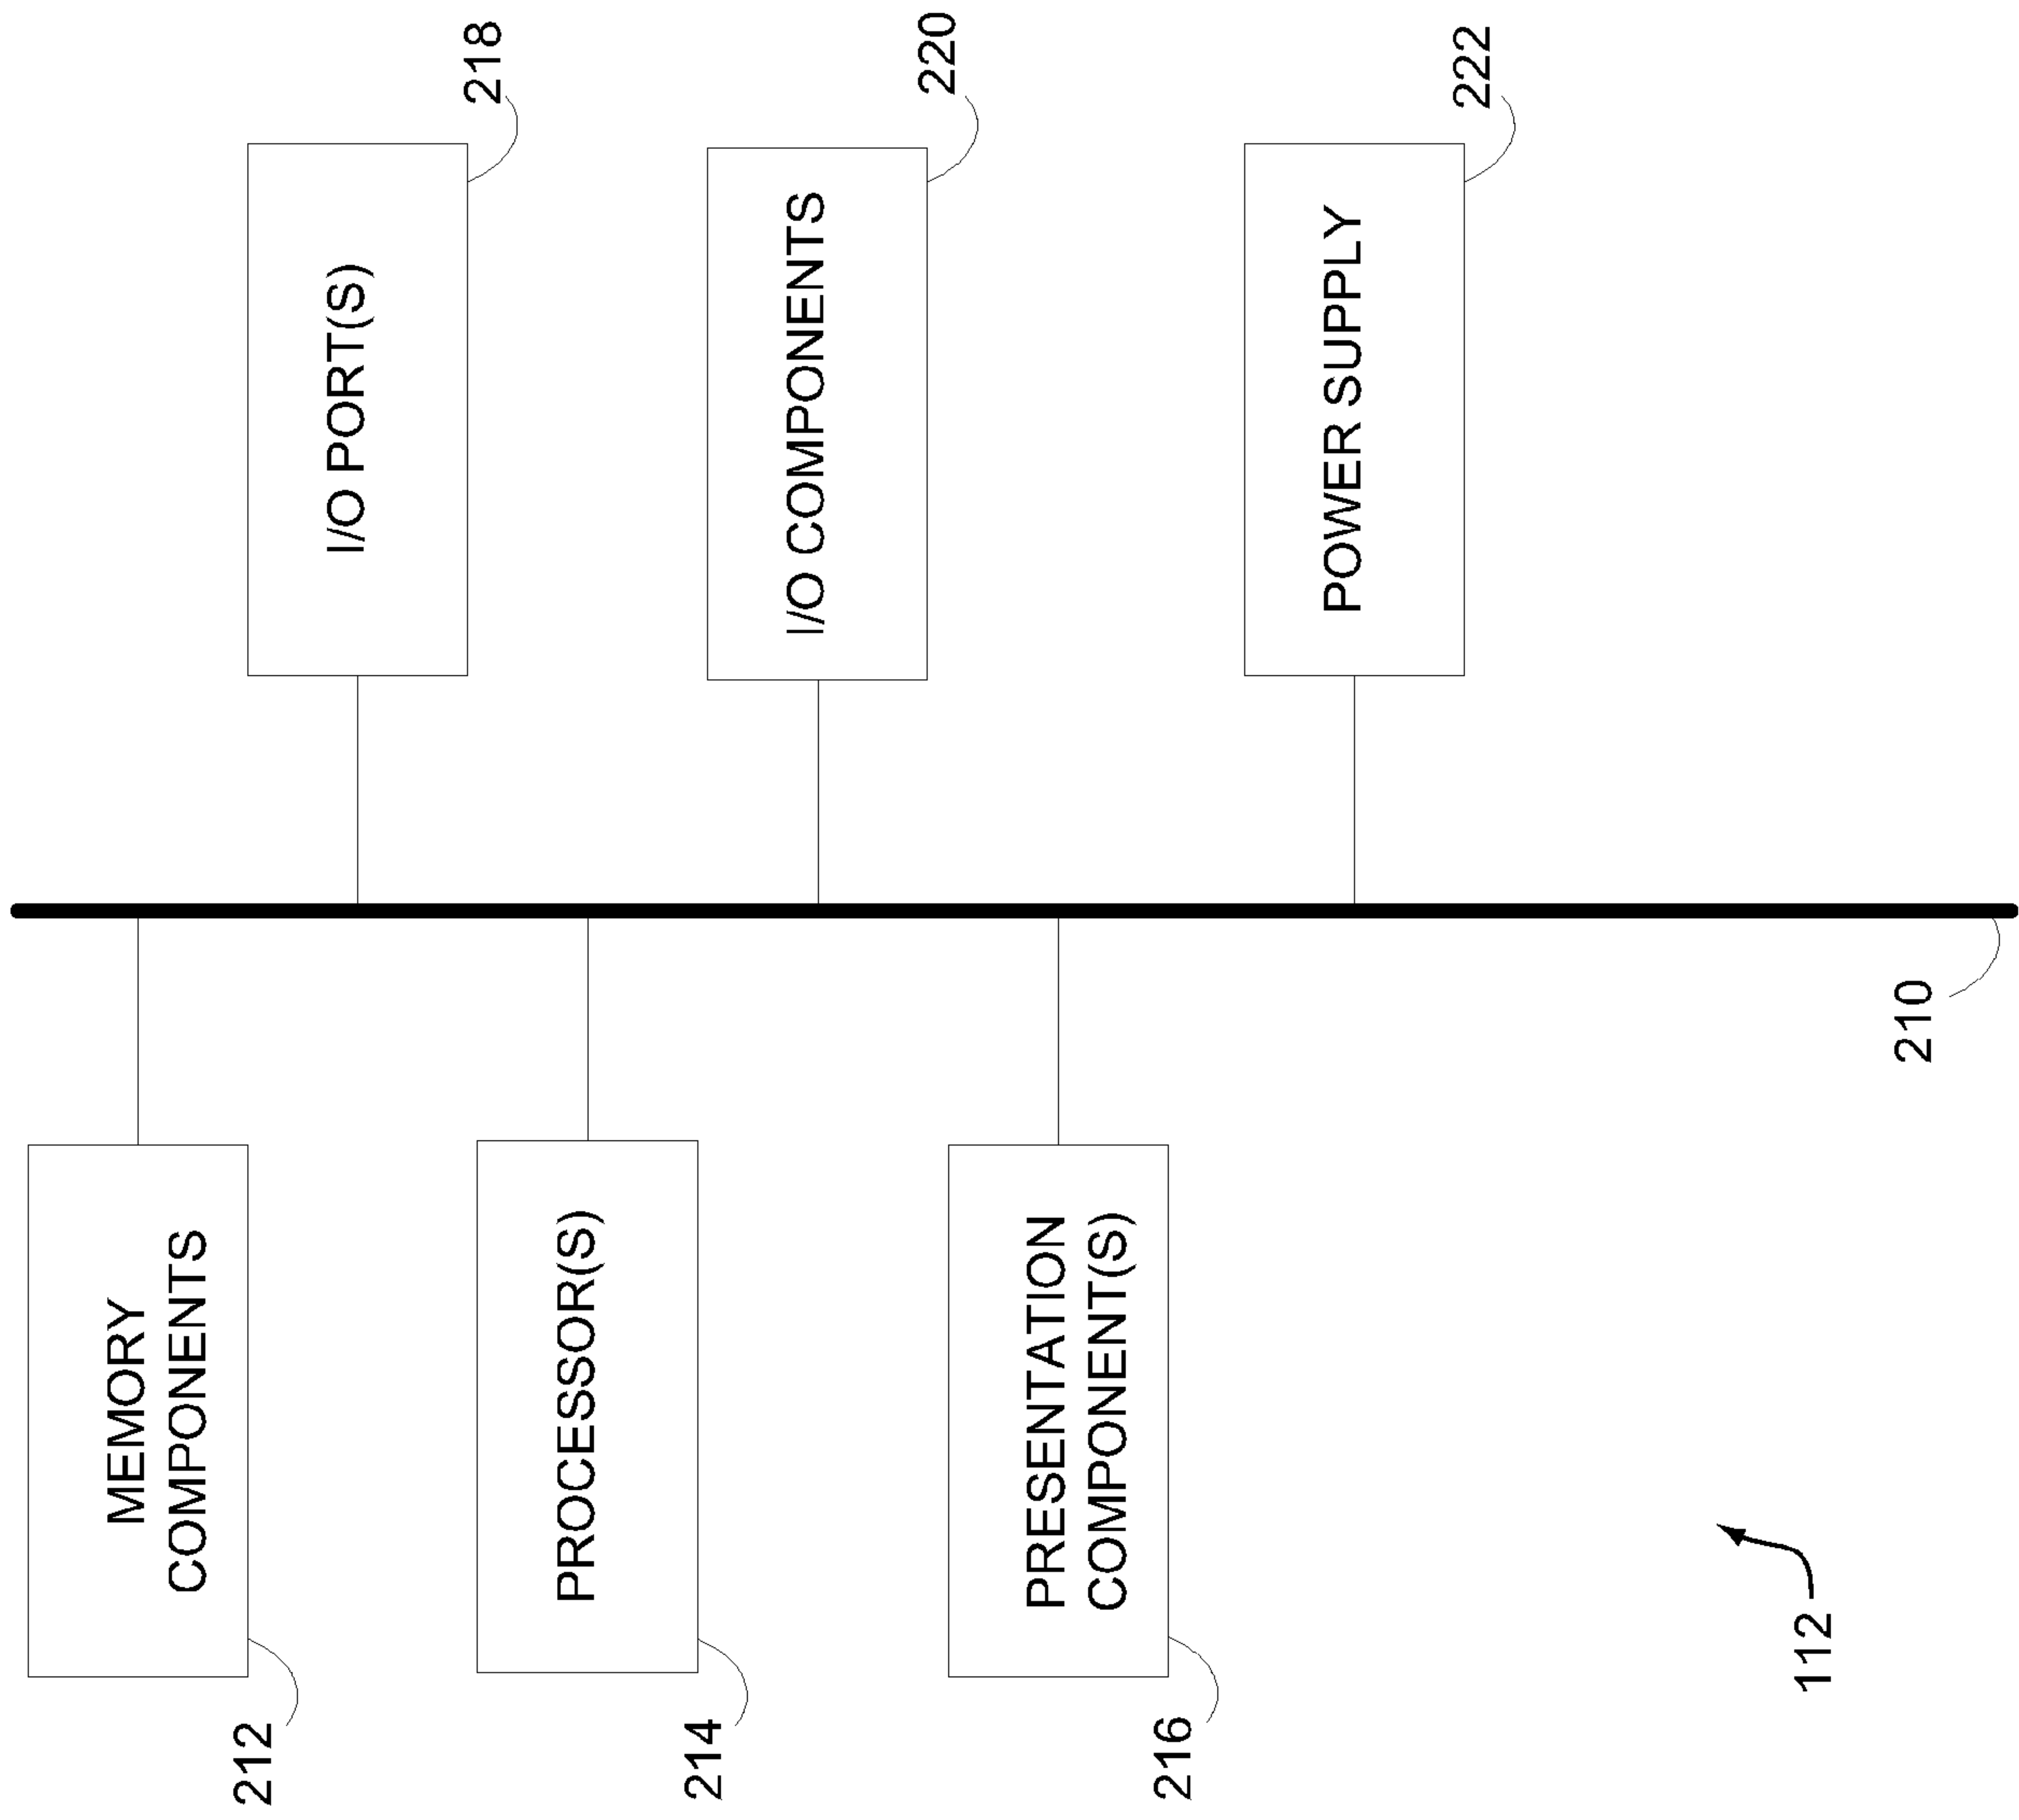 212
MEMORY
COMPONENTS
214
PROCESSOR(S)
216
PRESENTATION
COMPONENT(S)
112
210
I/O PORT(S)
218
I/O COMPONENTS
220
POWER SUPPLY
222